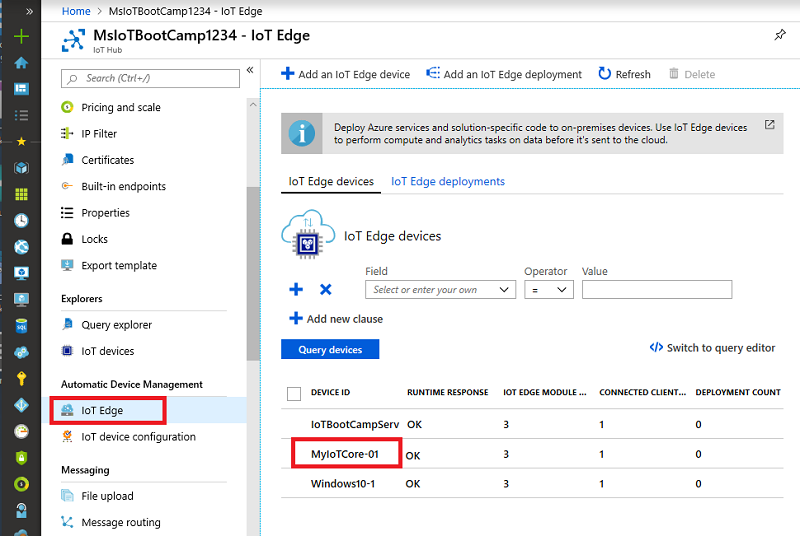 »
Home > MsIoTBootCamp1234 - IoT Edge
MsIoTBootCamp1234 - IoT Edge
IoT Hub
Search (Ctrl+/)
«
Pricing and scale
IP Filter
Certificates
Built-in endpoints
Properties
Locks
Export template
Explorers
Query explorer
IoT devices
Automatic Device Management
IoT Edge
IoT device configuration
Messaging
File upload
Message routing
SQL
Add an IoT Edge device
Add an IoT Edge deployment
Refresh
Delete
Deploy Azure services and solution-specific code to on-premises devices. Use IoT Edge devices
to perform compute and analytics tasks on data before it's sent to the cloud.
IoT Edge devices IoT Edge deployments
IoT Edge devices
Field Operator Value
Select or enter your own =
Add new clause
Query devices
</> Switch to query editor
DEVICE ID RUNTIME RESPONSE IOT EDGE MODULE ... CONNECTED CLIENT... DEPLOYMENT COUNT
IoTBootCampServ OK 3 1 0
MyIoTCore-01 OK 3 1 0
Windows10-1 OK 3 1 0